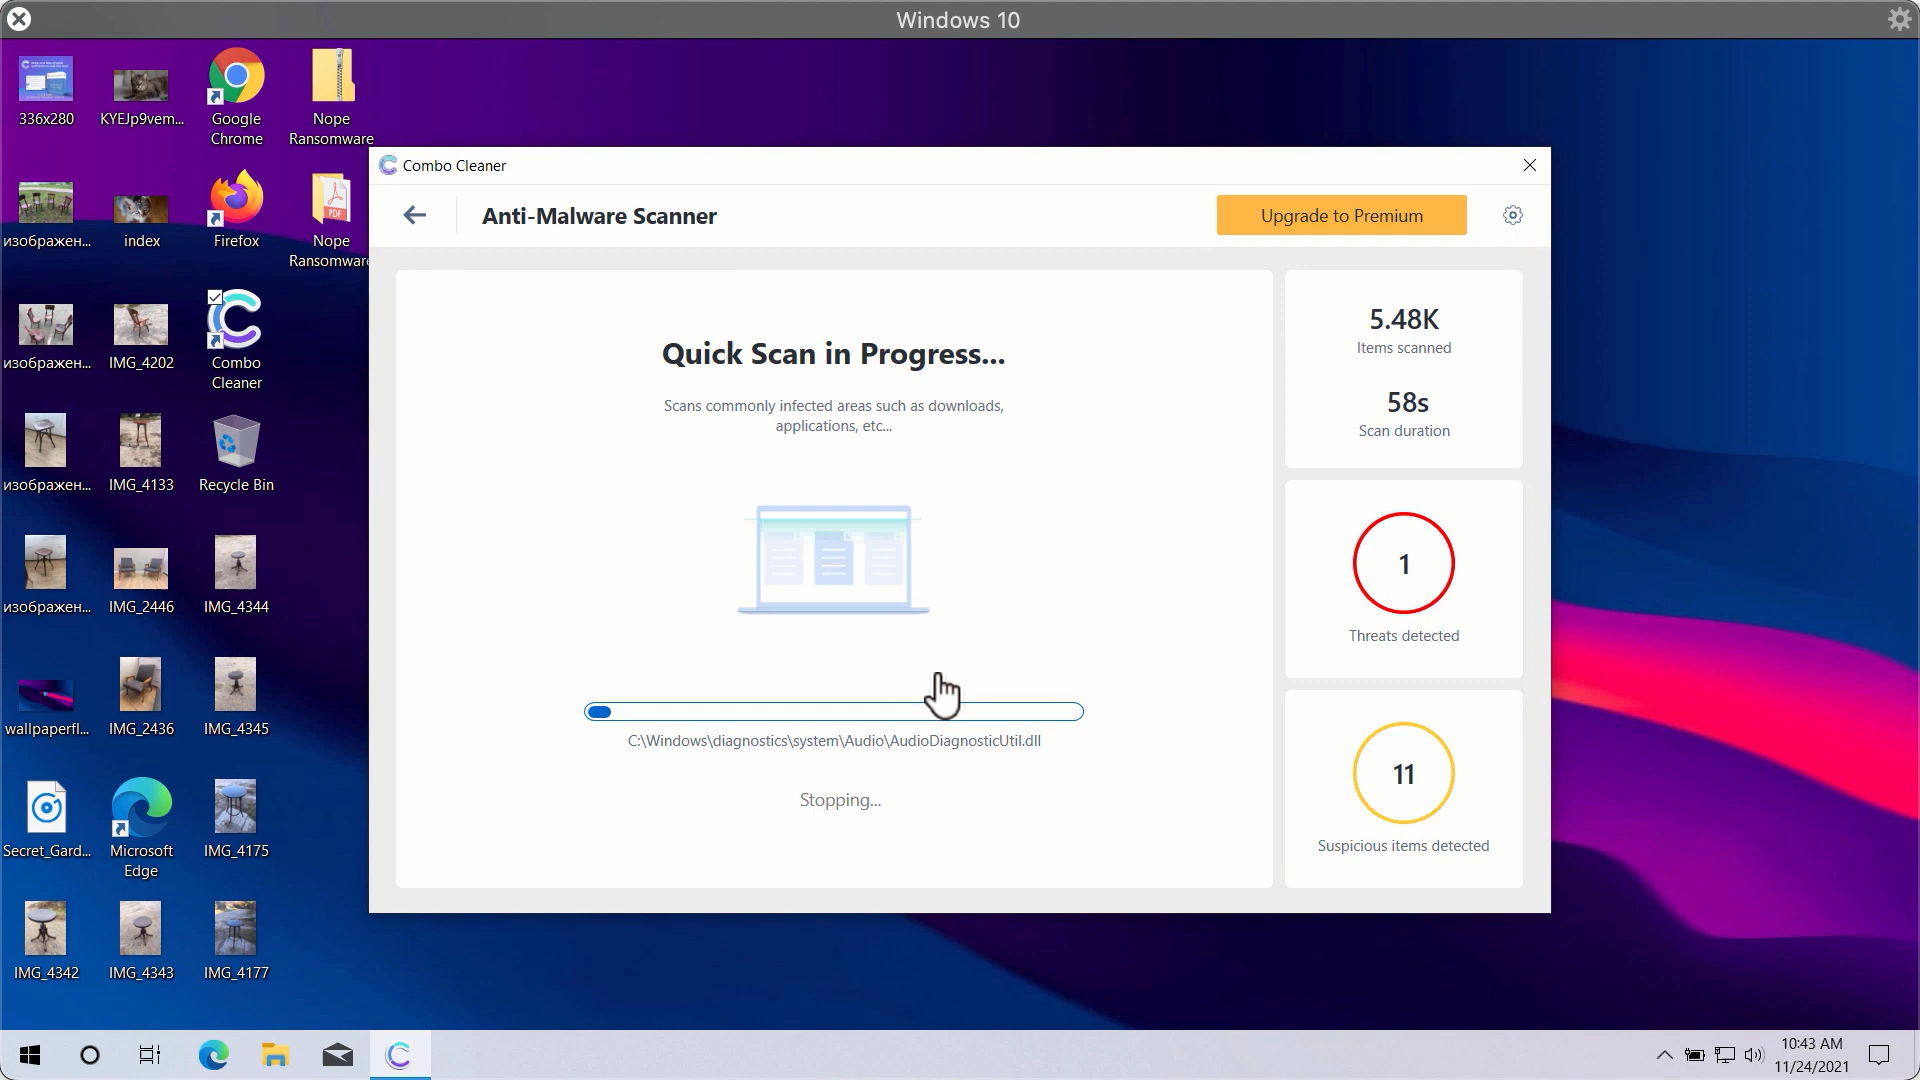 Windows 10
336x280
KYEJp9vem...
Google
Chrome
Nope
Ransomware
изображен...
index
Firefox
Nope
Ransomware
изображен...
IMG_4202
Combo
Cleaner
изображен...
IMG_4133
Recycle Bin
изображен...
IMG_2446
IMG_4344
wallpaperfl...
IMG_2436
IMG_4345
Secret_Gard...
Microsoft
Edge
IMG_4175
IMG_4342
IMG_4343
IMG_4177
Combo Cleaner
Anti-Malware Scanner
Upgrade to Premium
Quick Scan in Progress...
Scans commonly infected areas such as downloads,
applications, etc...
C:\Windows\diagnostics\system\Audio\AudioDiagnosticUtil.dll
Stopping...
5.48K
Items scanned
58s
Scan duration
1
Threats detected
11
Suspicious items detected
10:43 AM
11/24/2021